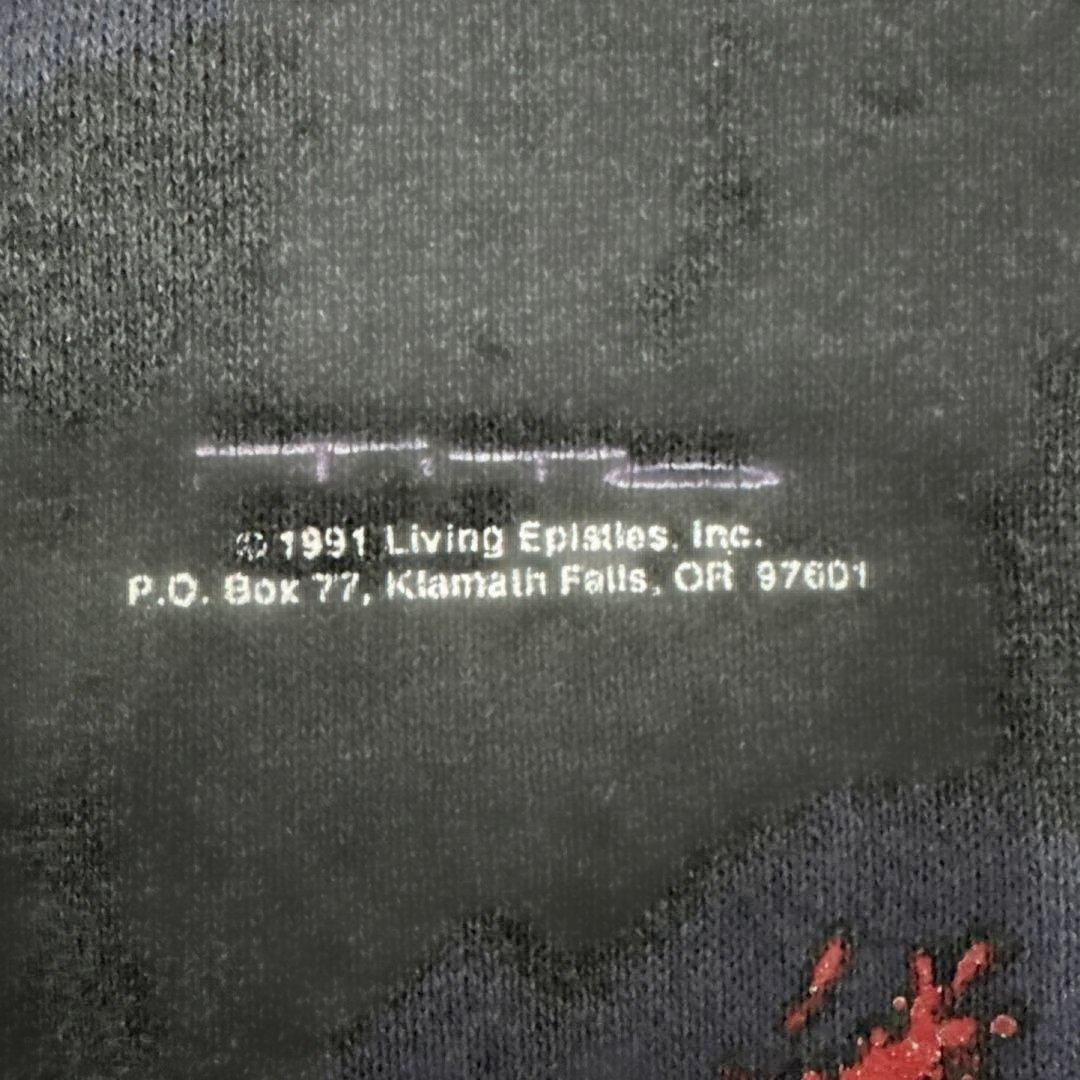 © 1991 Living Epistles, Inc.
P.O. Box 77, Klamath Falls, OR 97601